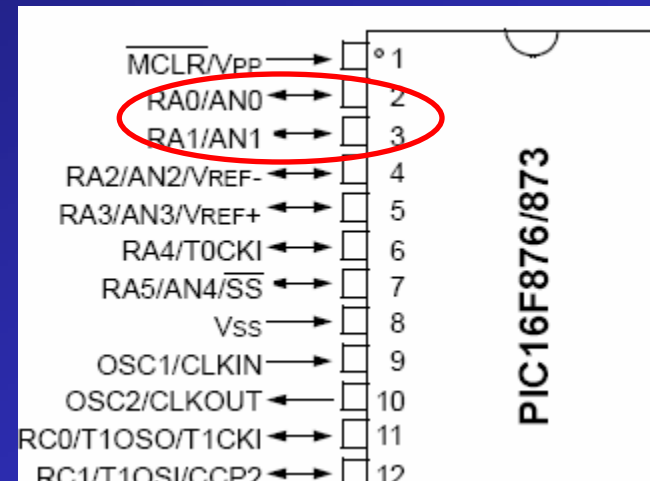 MCLR/VPP 1
RA0/AN0 2
RA1/AN1 3
RA2/AN2/VREF- 4
RA3/AN3/VREF+ 5
RA4/T0CKI 6
RA5/AN4/SS 7
VSS 8
OSC1/CLKIN 9
OSC2/CLKOUT 10
RC0/T1OSO/T1CKI 11
RC1/T1OSI/CCP2 12
PIC16F876/873